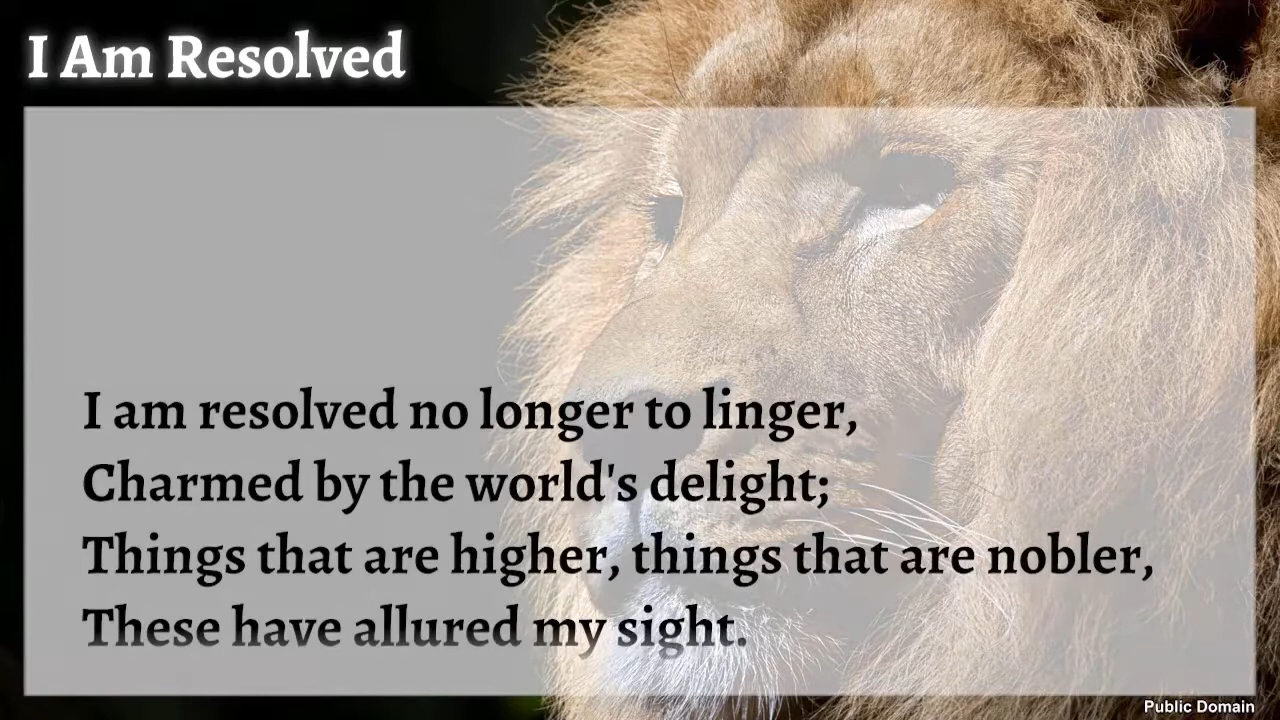 I Am Resolved
I am resolved no longer to linger,
Charmed by the world's delight;
Things that are higher, things that are nobler,
These have allured my sight.
Public Domain